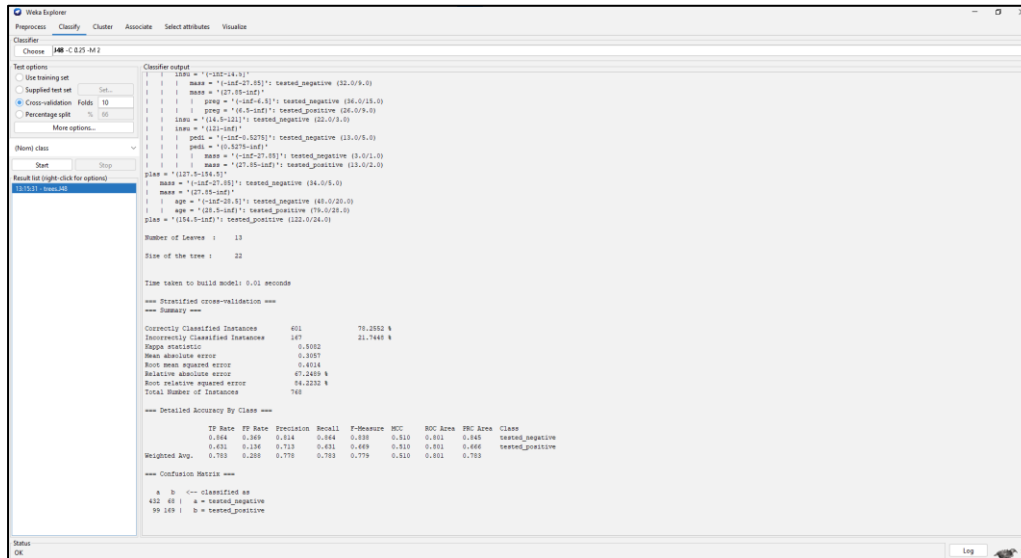 Weka Explorer
Preprocess Classify Cluster Associate Select attributes Visualize
Classifier
Choose J48 -C 0.25 -M 2
Test options
Use training set
Supplied test set Set...
Cross-validation Folds 10
Percentage split % 66
More options...
(Nom) class
Start Stop
Result list (right-click for options)
13:15:31 - trees.J48
Classifier output
| | insu = '(-inf-14.5]'
| | | mass = '(-inf-27.85]': tested_negative (32.0/9.0)
| | | mass = '(27.85-inf)'
| | | | preg = '(-inf-6.5]': tested_negative (36.0/15.0)
| | | | preg = '(6.5-inf)': tested_positive (26.0/9.0)
| | insu = '(14.5-121]': tested_negative (22.0/3.0)
| | insu = '(121-inf)'
| | | pedi = '(-inf-0.5275]': tested_negative (13.0/5.0)
| | | pedi = '(0.5275-inf)'
| | | | mass = '(-inf-27.85]': tested_negative (3.0/1.0)
| | | | mass = '(27.85-inf)': tested_positive (13.0/2.0)
plas = '(127.5-154.5]'
| mass = '(-inf-27.85]': tested_negative (34.0/5.0)
| mass = '(27.85-inf)'
| | age = '(-inf-28.5]': tested_negative (48.0/20.0)
| | age = '(28.5-inf)': tested_positive (79.0/28.0)
plas = '(154.5-inf)': tested_positive (122.0/24.0)
Number of Leaves : 13
Size of the tree : 22
Time taken to build model: 0.01 seconds
=== Stratified cross-validation ===
=== Summary ===
Correctly Classified Instances 601 78.2552 %
Incorrectly Classified Instances 167 21.7448 %
Kappa statistic 0.5082
Mean absolute error 0.3057
Root mean squared error 0.4014
Relative absolute error 67.2489 %
Root relative squared error 84.2232 %
Total Number of Instances 768
=== Detailed Accuracy By Class ===
TP Rate FP Rate Precision Recall F-Measure MCC ROC Area PRC Area Class
0.864 0.369 0.814 0.864 0.838 0.510 0.801 0.845 tested_negative
0.631 0.136 0.713 0.631 0.669 0.510 0.801 0.666 tested_positive
Weighted Avg. 0.783 0.288 0.778 0.783 0.779 0.510 0.801 0.783
=== Confusion Matrix ===
a b <-- classified as
432 68 | a = tested_negative
99 169 | b = tested_positive
Status
OK
Log